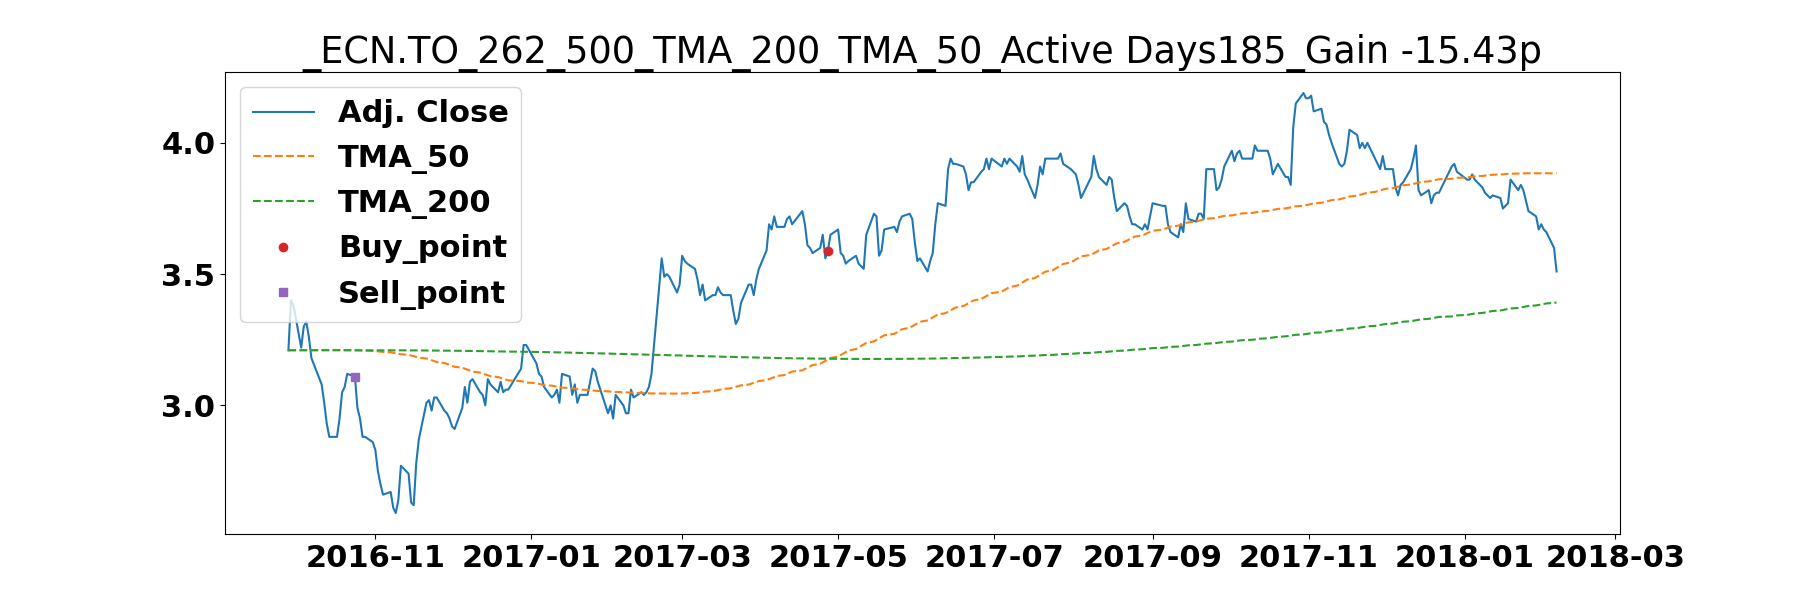 _ECN.TO_262_500_TMA_200_TMA_50_Active Days185_Gain -15.43p
Adj. Close
TMA_50
TMA_200
Buy_point
Sell_point
4.0
3.5
3.0
2016-11 2017-01 2017-03 2017-05 2017-07 2017-09 2017-11 2018-01 2018-03